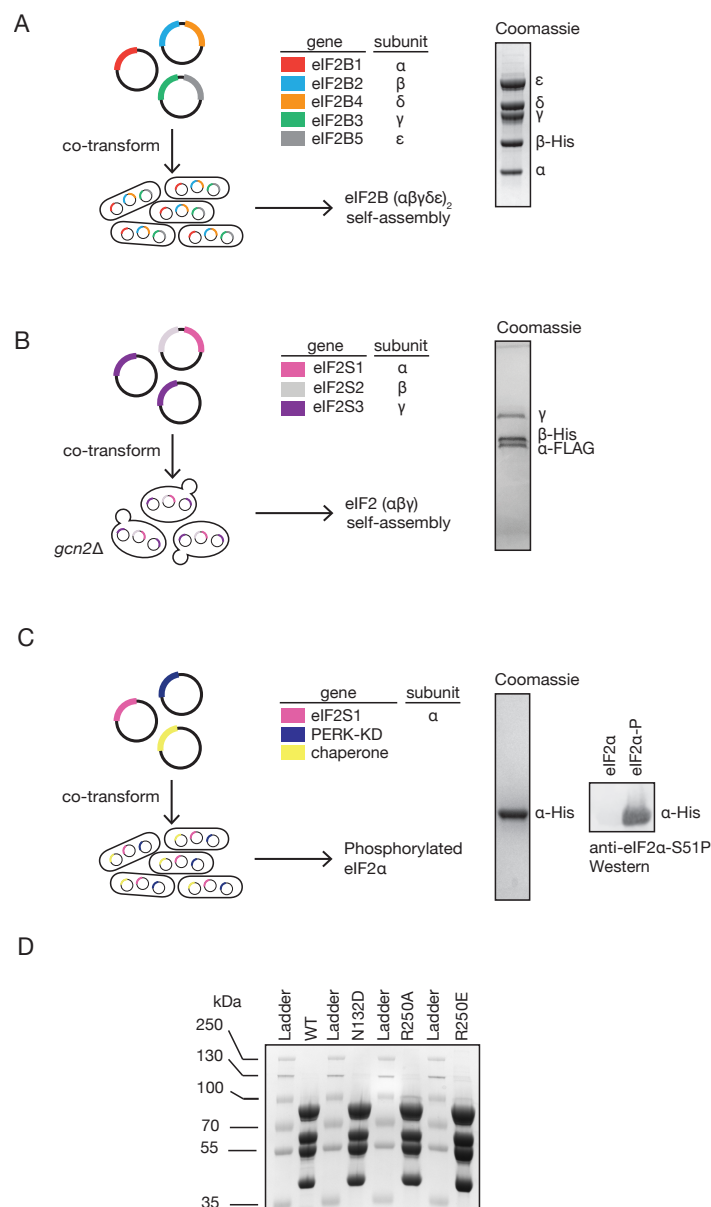 A
gene subunit
eIF2B1 α
eIF2B2 β
eIF2B4 δ
eIF2B3 γ
eIF2B5 ε
Coomassie
ε
δ
γ
β-His
α
co-transform
eIF2B (αβγδε)2
self-assembly
B
gene subunit
eIF2S1 α
eIF2S2 β
eIF2S3 γ
Coomassie
γ
β-His
α-FLAG
co-transform
gcn2Δ
eIF2 (αβγ)
self-assembly
C
gene subunit
eIF2S1 α
PERK-KD
chaperone
Coomassie
α-His
eIF2α
eIF2α-P
α-His
anti-eIF2α-S51P
Western
co-transform
Phosphorylated
eIF2α
D
kDa
Ladder
WT
Ladder
N132D
Ladder
R250A
Ladder
R250E
250
130
100
70
55
35